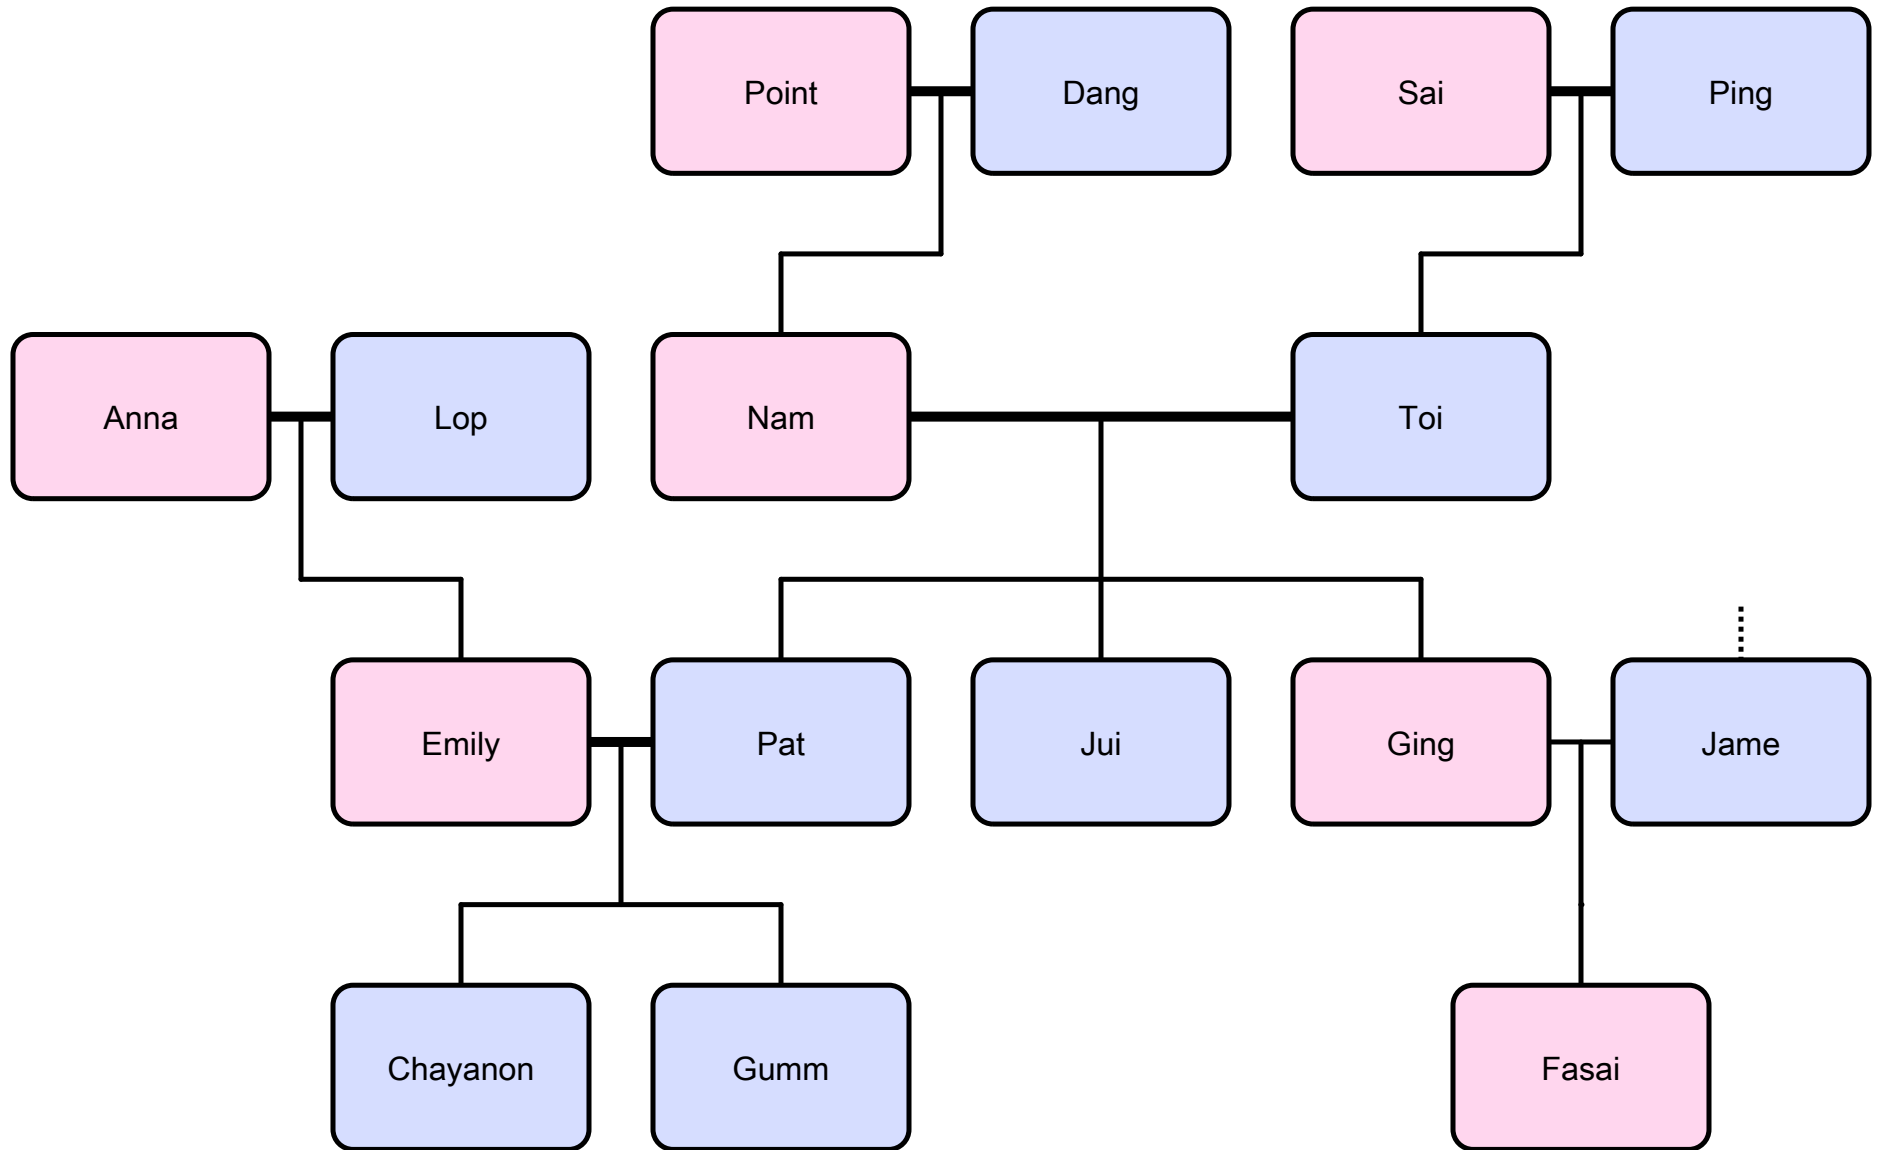 Point
Dang
Sai
Ping
Anna
Lop
Nam
Toi
Emily
Pat
Jui
Ging
Jame
Chayanon
Gumm
Fasai